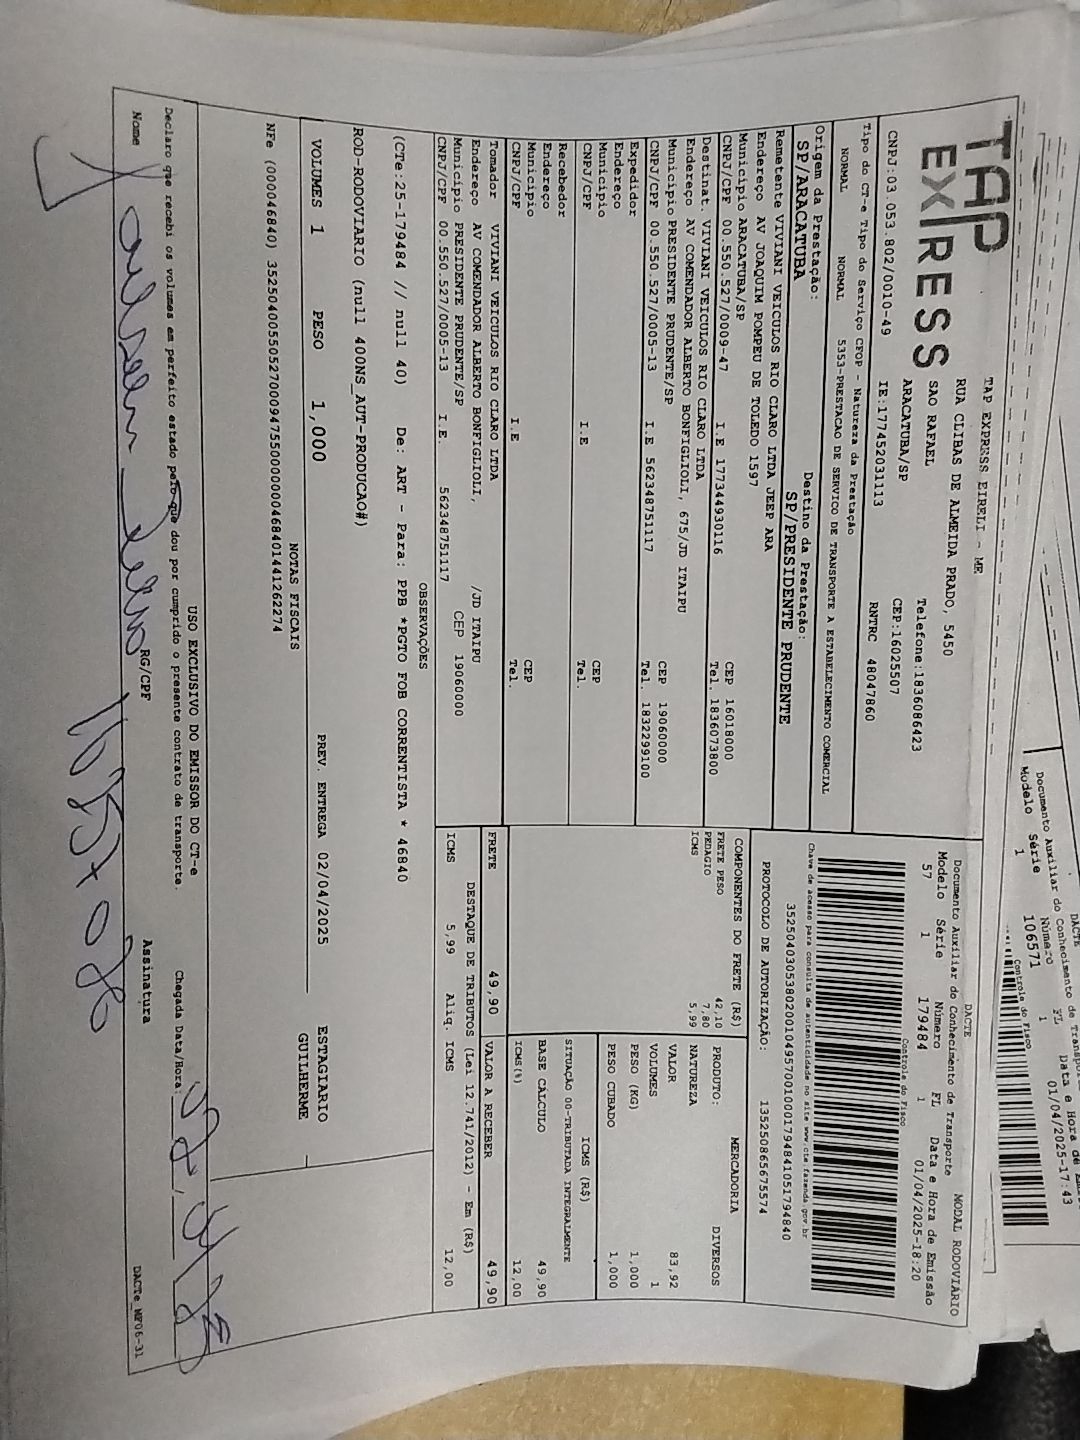 TAP
EXPRESS
TAP EXPRESS EIRELI - ME
RUA CLIBAS DE ALMEIDA PRADO, 5450
SAO RAFAEL
Telefone:1836086423
ARACATUBA/SP
CEP:16025507
CNPJ:03.053.802/0010-49
IE:177452031113
RNTRC 48047860
Tipo do CT-e Tipo do Serviço CFOP - Natureza da Prestação
NORMAL NORMAL 5353-PRESTACAO DE SERVICO DE TRANSPORTE A ESTABELECIMENTO COMERCIAL
Origem da Prestação: Destino da Prestação:
SP/ARACATUBA SP/PRESIDENTE PRUDENTE
Remetente VIVIANI VEICULOS RIO CLARO LTDA JEEP ARA
Endereço AV JOAQUIM POMPEU DE TOLEDO 1597
Município ARACATUBA/SP CEP 16018000
CNPJ/CPF 00.550.527/0009-47 I.E 177344930116 Tel. 1836073800
Destinat. VIVIANI VEICULOS RIO CLARO LTDA
Endereço AV COMENDADOR ALBERTO BONFIGLIOLI, 675/JD ITAIPU
Município PRESIDENTE PRUDENTE/SP CEP 19060000
CNPJ/CPF 00.550.527/0005-13 I.E 562348751117 Tel. 1832299100
Expedidor
Endereço
Município CEP
CNPJ/CPF I.E Tel.
Recebedor
Endereço
Município CEP
CNPJ/CPF I.E Tel.
Tomador VIVIANI VEICULOS RIO CLARO LTDA
Endereço AV COMENDADOR ALBERTO BONFIGLIOLI, /JD ITAIPU
Município PRESIDENTE PRUDENTE/SP CEP 19060000
CNPJ/CPF 00.550.527/0005-13 I.E. 562348751117
DACTE MODAL RODOVIÁRIO
Documento Auxiliar do Conhecimento de Transporte
Modelo Série Número FL Data e Hora de Emissão
57 1 179484 1 01/04/2025-18:20
Controle do Fisco
Chave de acesso para consulta de autenticidade no site www.cte.fazenda.gov.br
35250403053802001049570010001794841051794840
PROTOCOLO DE AUTORIZAÇÃO: 135250865675574
COMPONENTES DO FRETE (R$)
FRETE PESO 42,10
PEDAGIO 7,80
ICMS 5,99
MERCADORIA
PRODUTO: DIVERSOS
NATUREZA
VALOR 83,92
VOLUMES 1
PESO (KG) 1,000
PESO CUBADO 1,000
ICMS (R$)
SITUAÇÃO 00-TRIBUTADA INTEGRALMENTE
BASE CÁLCULO 49,90
ICMS(%) 12,00
FRETE 49,90 VALOR A RECEBER 49,90
DESTAQUE DE TRIBUTOS (Lei 12.741/2012) - Em (R$)
ICMS 5,99 Aliq. ICMS 12,00
OBSERVAÇÕES
(CTe:25-179484 // null 40) De: ART - Para: PPB *PGTO FOB CORRENTISTA * 46840
ROD-RODOVIARIO (null 400NS_AUT-PRODUCAO#)
VOLUMES 1 PESO 1,000 PREV. ENTREGA 02/04/2025 ESTAGIARIO GUILHERME
NOTAS FISCAIS
NFe (000046840) 35250400550527000947550000000468401441262274
USO EXCLUSIVO DO EMISSOR DO CT-e
Declaro que recebi os volumes em perfeito estado pelo que dou por cumprido o presente contrato de transporte.
Chegada Data/Hora:
Nome RG/CPF Assinatura
DACTe_MF06-31
DACTE
Documento Auxiliar do Conhecimento de
Modelo Série Número FL Data e Hora de
1 106571 1 01/04/2025-17:43
Controle do Fisco